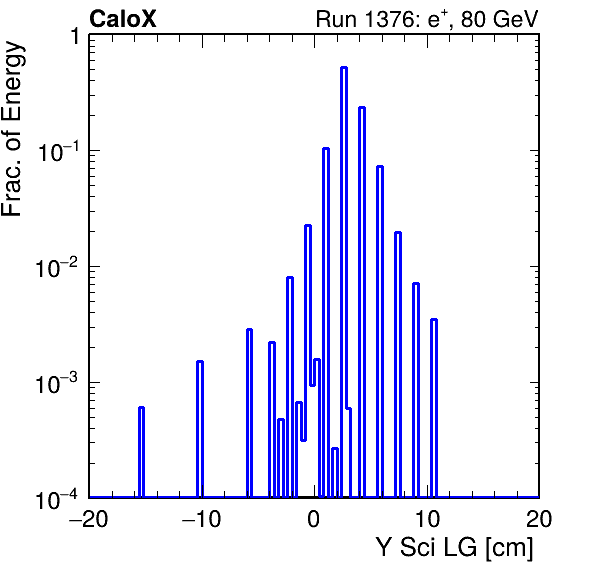 CaloX Run 1376: e⁺, 80 GeV
Frac. of Energy
1
10⁻¹
10⁻²
10⁻³
10⁻⁴
−20 −10 0 10 20
Y Sci LG [cm]